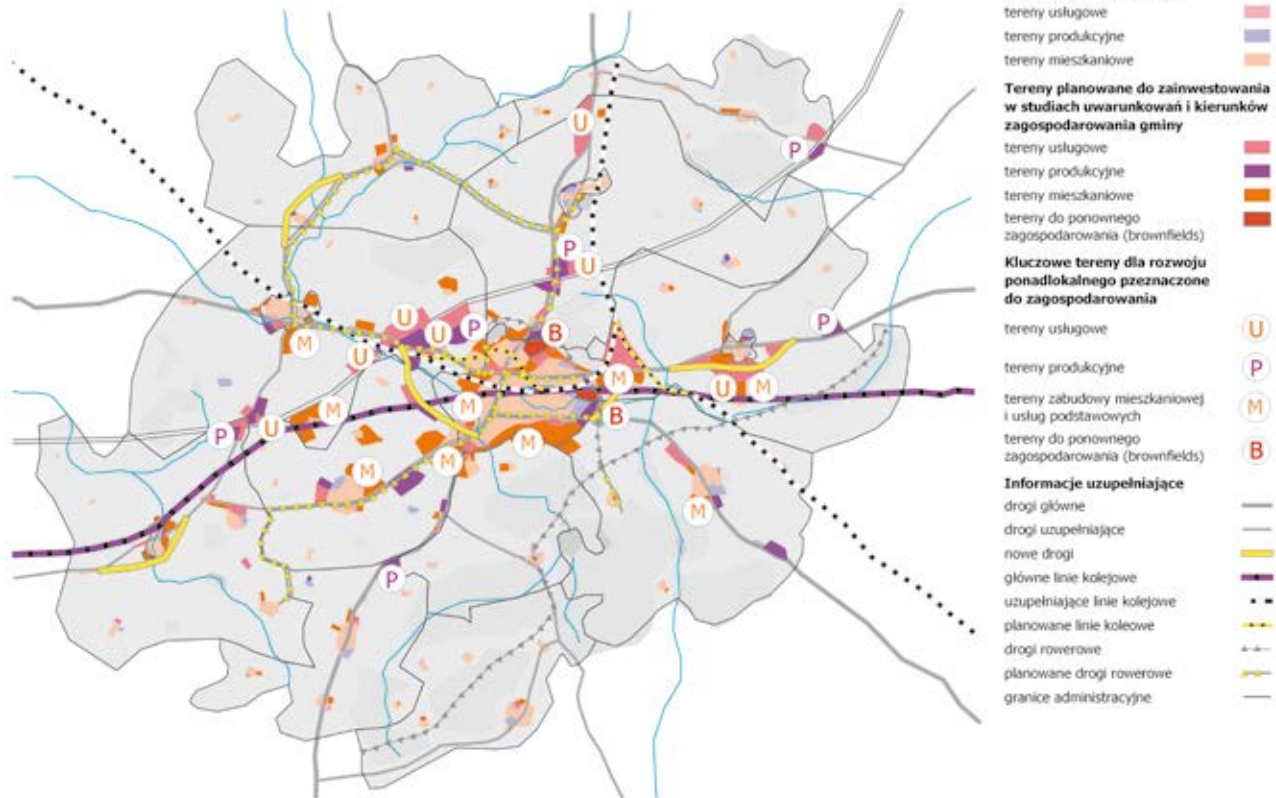 tereny usługowe
tereny produkcyjne
tereny mieszkaniowe
Tereny planowane do zainwestowania
w studiach uwarunkowań i kierunków
zagospodarowania gminy
tereny usługowe
tereny produkcyjne
tereny mieszkaniowe
tereny do ponownego
zagospodarowania (brownfields)
Kluczowe tereny dla rozwoju
ponadlokalnego pzeznaczone
do zagospodarowania
tereny usługowe U
tereny produkcyjne P
tereny zabudowy mieszkaniowej
i usług podstawowych M
tereny do ponownego
zagospodarowania (brownfields) B
Informacje uzupełniające
drogi główne
drogi uzupełniające
nowe drogi
główne linie kolejowe
uzupełniające linie kolejowe
planowane linie koleowe
drogi rowerowe
planowane drogi rowerowe
granice administracyjne
U
P
P
U
U
U
P
B
P
M
U
M
U
M
M
M
B
P
U
M
M
M
M
P